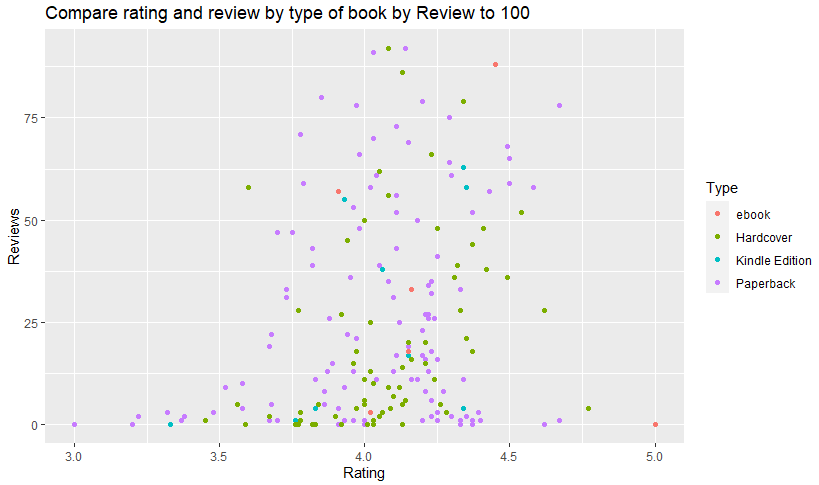 Compare rating and review by type of book by Review to 100
75
50
25
0
Reviews
3.0 3.5 4.0 4.5 5.0
Rating
Type
ebook
Hardcover
Kindle Edition
Paperback